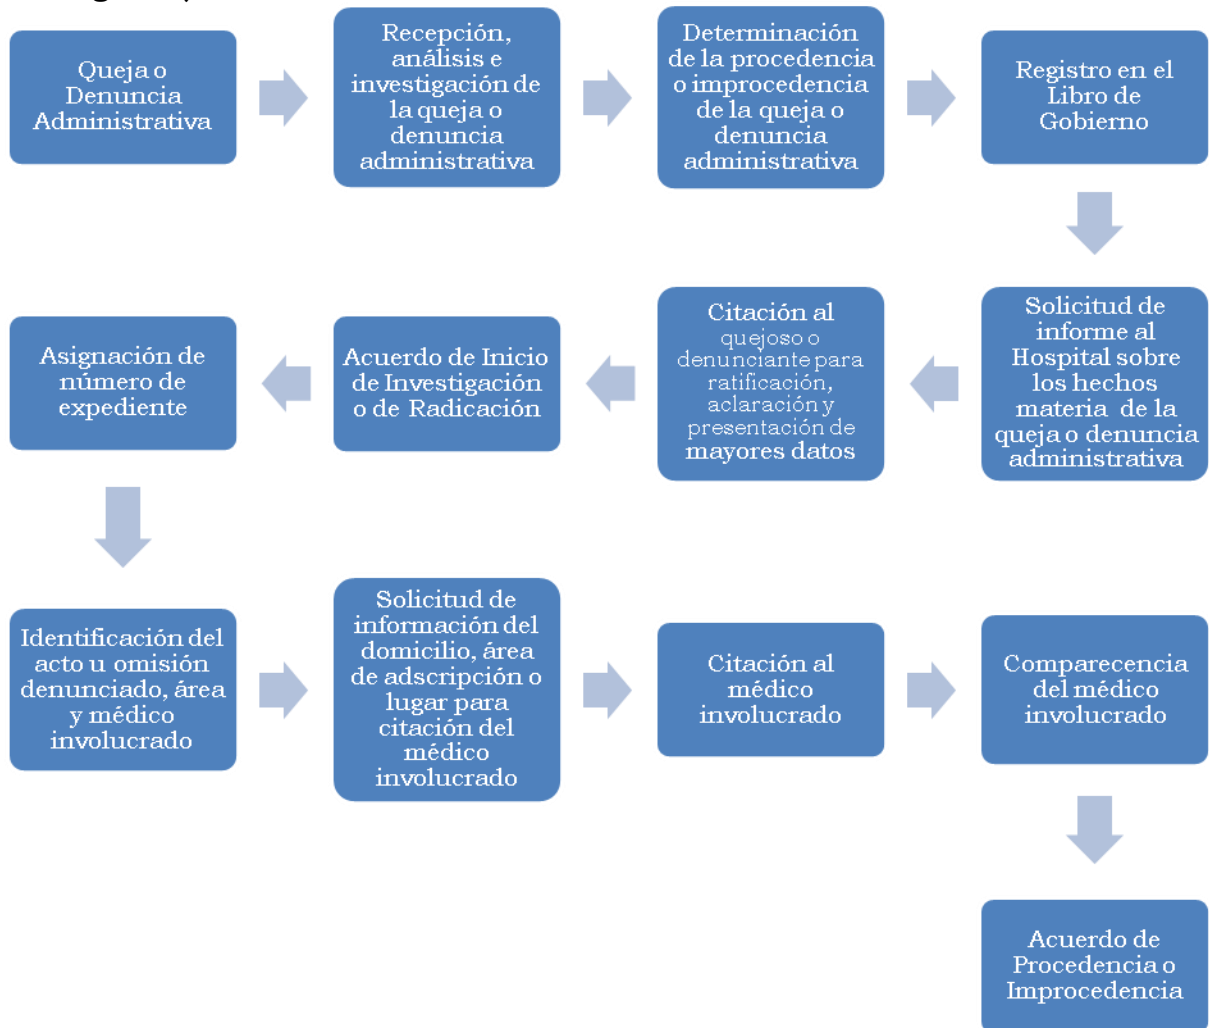 Queja o
Denuncia
Administrativa
Recepción,
análisis e
investigación de
la queja o
denuncia
administrativa
Determinación
de la procedencia
o improcedencia
de la queja o
denuncia
administrativa
Registro en el
Libro de
Gobierno
Solicitud de
informe al
Hospital sobre
los hechos
materia de la
queja o denuncia
administrativa
Citación al
quejoso o
denunciante para
ratificación,
aclaración y
presentación de
mayores datos
Acuerdo de Inicio
de Investigación
o de Radicación
Asignación de
número de
expediente
Identificación del
acto u omisión
denunciado, área
y médico
involucrado
Solicitud de
información del
domicilio, área
de adscripción o
lugar para
citación del
médico
involucrado
Citación al
médico
involucrado
Comparecencia
del médico
involucrado
Acuerdo de
Procedencia o
Improcedencia